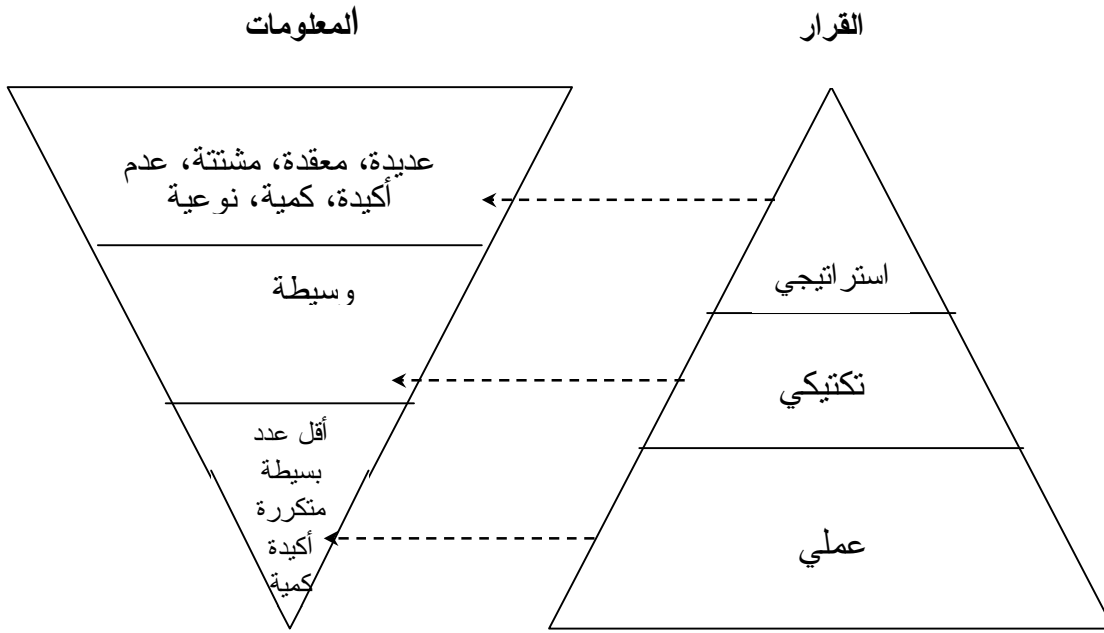 القرار
المعلومات
استراتيجي
تكتيكي
عملي
عديدة، معقدة، مشتتة، عدم
أكيدة، كمية، نوعية
وسيطة
أقل عدد
بسيطة
متكررة
أكيدة
كمية